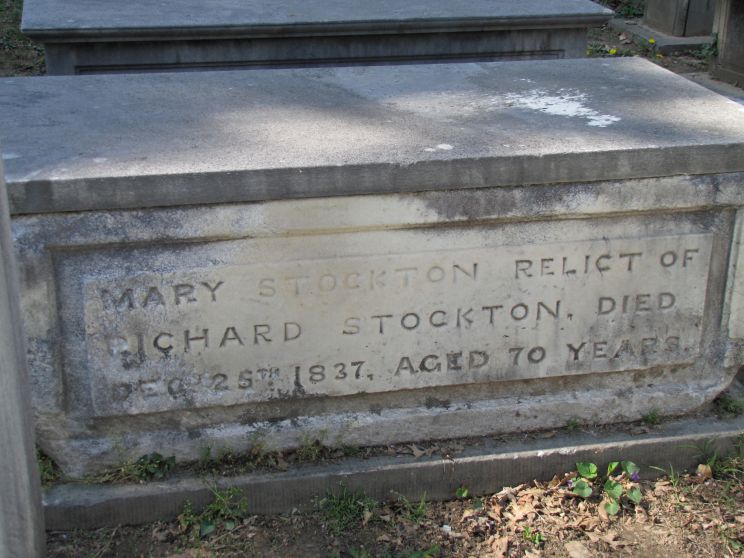 MARY STOCKTON RELICT OF
RICHARD STOCKTON, DIED
DEC 25TH 1837, AGED 70 YEARS.